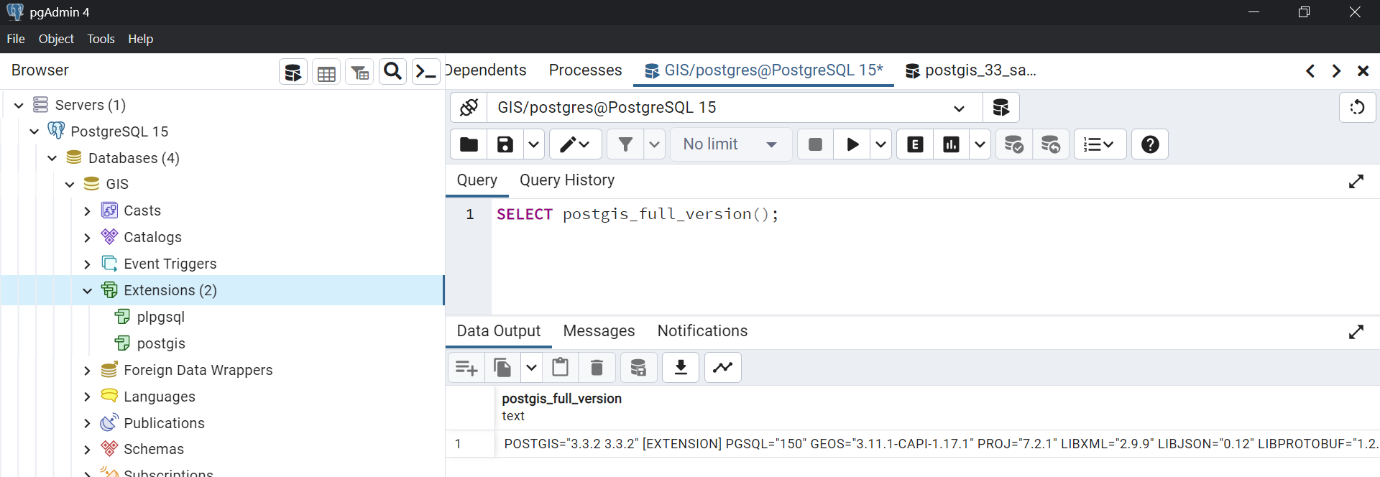 pgAdmin 4
File Object Tools Help
Browser
Servers (1)
PostgreSQL 15
Databases (4)
GIS
Casts
Catalogs
Event Triggers
Extensions (2)
plpgsql
postgis
Foreign Data Wrappers
Languages
Publications
Schemas
Subscriptions
Dependents Processes GIS/postgres@PostgreSQL 15* postgis_33_sa...
GIS/postgres@PostgreSQL 15
No limit
E
Query Query History
1 SELECT postgis_full_version();
Data Output Messages Notifications
postgis_full_version
text
1 POSTGIS="3.3.2 3.3.2" [EXTENSION] PGSQL="150" GEOS="3.11.1-CAPI-1.17.1" PROJ="7.2.1" LIBXML="2.9.9" LIBJSON="0.12" LIBPROTOBUF="1.2.